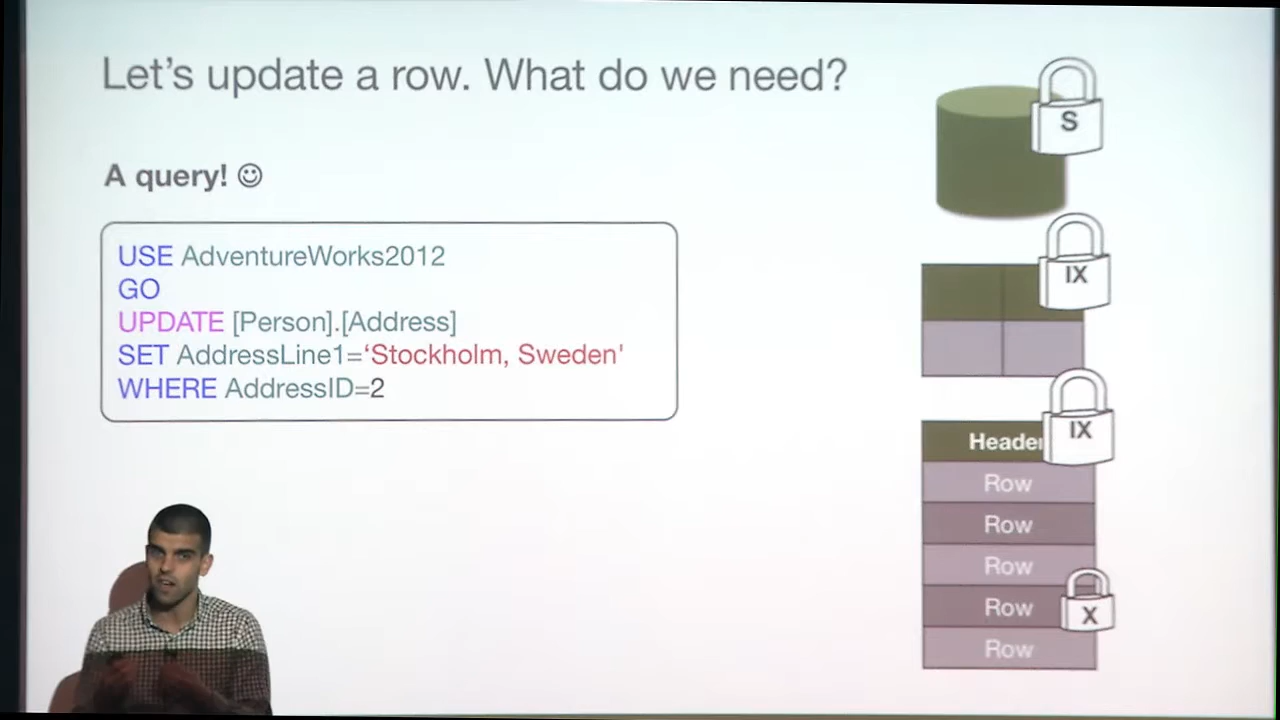 Let's update a row. What do we need?
A query! ☺
USE AdventureWorks2012
GO
UPDATE [Person].[Address]
SET AddressLine1=‘Stockholm, Sweden'
WHERE AddressID=2
S
IX
IX
Header
Row
Row
Row
Row
X
Row